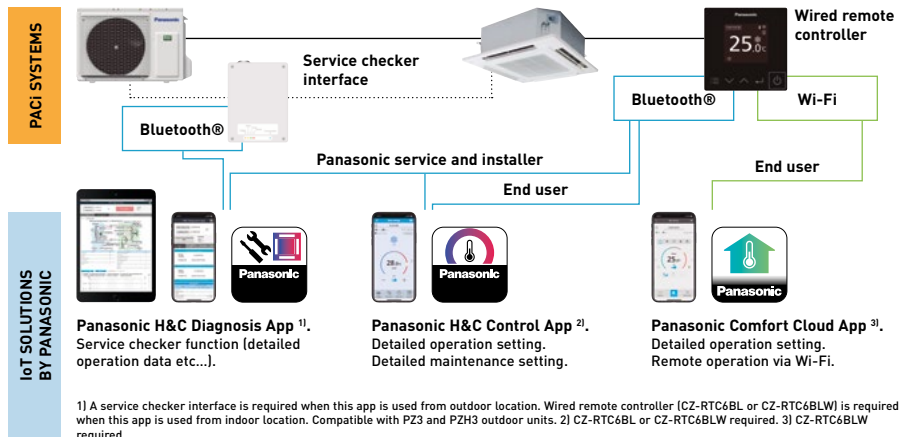 PACi SYSTEMS
Panasonic
Service checker
interface
Panasonic
25.0c
Wired remote
controller
Bluetooth®
Bluetooth®
Wi-Fi
Panasonic service and installer
End user
End user
IoT SOLUTIONS
BY PANASONIC
Panasonic
28
Panasonic
25
Panasonic
Panasonic H&C Diagnosis App 1).
Service checker function (detailed
operation data etc...).
Panasonic H&C Control App 2).
Detailed operation setting.
Detailed maintenance setting.
Panasonic Comfort Cloud App 3).
Detailed operation setting.
Remote operation via Wi-Fi.
1) A service checker interface is required when this app is used from outdoor location. Wired remote controller (CZ-RTC6BL or CZ-RTC6BLW) is required
when this app is used from indoor location. Compatible with PZ3 and PZH3 outdoor units. 2) CZ-RTC6BL or CZ-RTC6BLW required. 3) CZ-RTC6BLW
required.